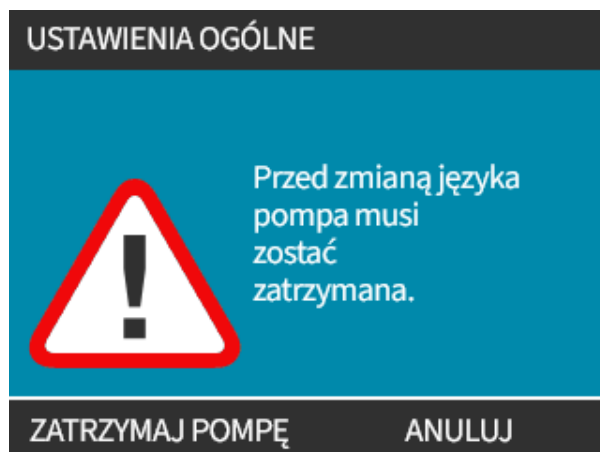 USTAWIENIA OGÓLNE
Przed zmianą języka
pompa musi
zostać
zatrzymana.
ZATRZYMAJ POMPĘ ANULUJ